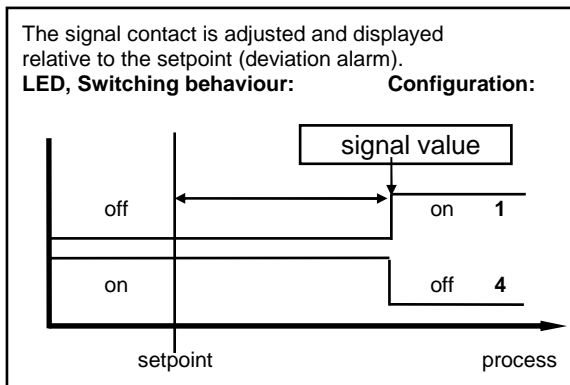 The signal contact is adjusted and displayed
relative to the setpoint (deviation alarm).
LED, Switching behaviour: Configuration:
signal value
off on 1
on off 4
setpoint process